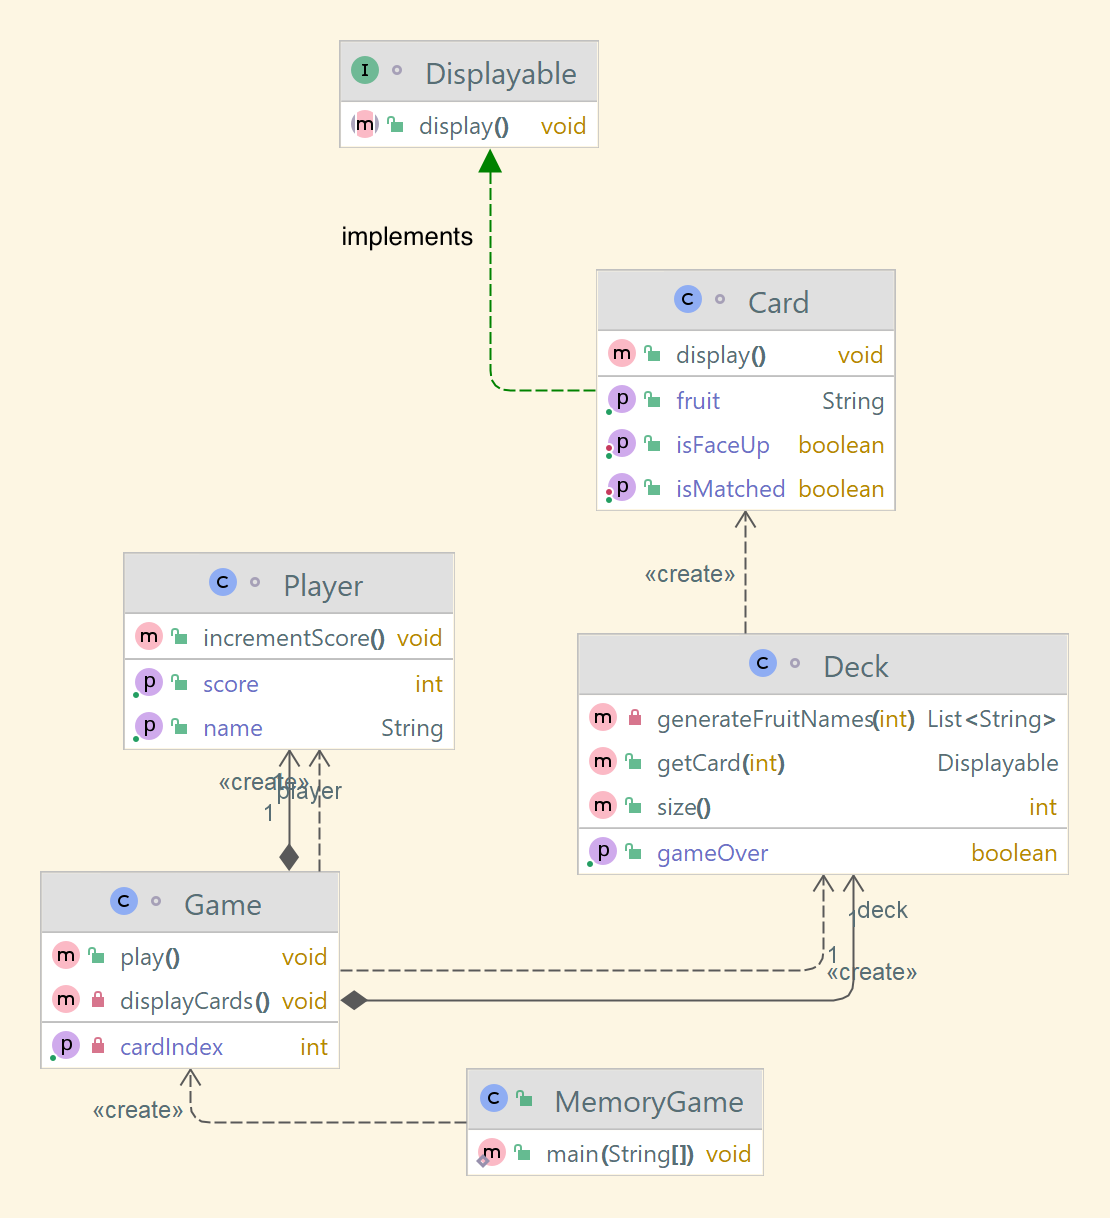 I Displayable
m display() void
implements
C Card
m display() void
p fruit String
p isFaceUp boolean
p isMatched boolean
«create»
C Player
m incrementScore() void
p score int
p name String
C Deck
m generateFruitNames(int) List<String>
m getCard(int) Displayable
m size() int
p gameOver boolean
«create»
1
player
1
C Game
m play() void
m displayCards() void
p cardIndex int
1
deck
1
«create»
«create»
C MemoryGame
m main(String[]) void